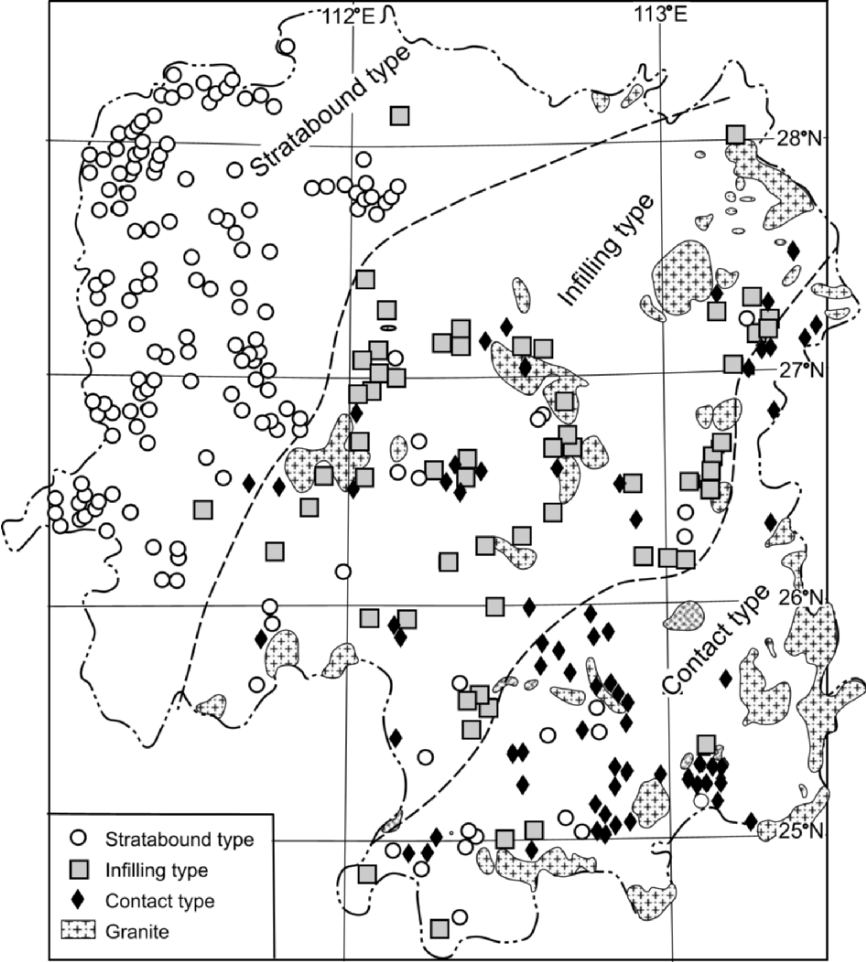 112°E
113°E
Stratabound type
28°N
Infilling type
27°N
26°N
Contact type
25°N
Stratabound type
Infilling type
Contact type
Granite